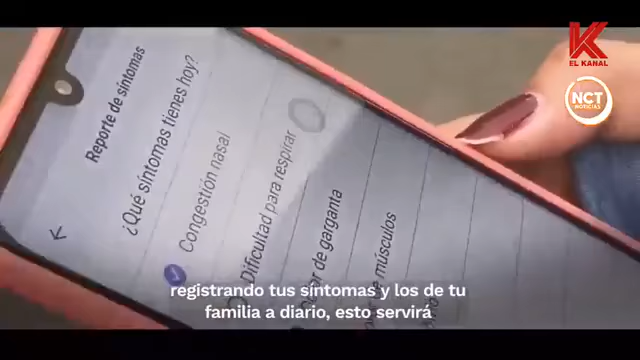 K
EL KANAL
NCT
NOTICIAS
Reporte de síntomas
¿Qué síntomas tienes hoy?
Congestión nasal
Dificultad para respirar
de garganta
músculos
registrando tus síntomas y los de tu
familia a diario, esto servirá